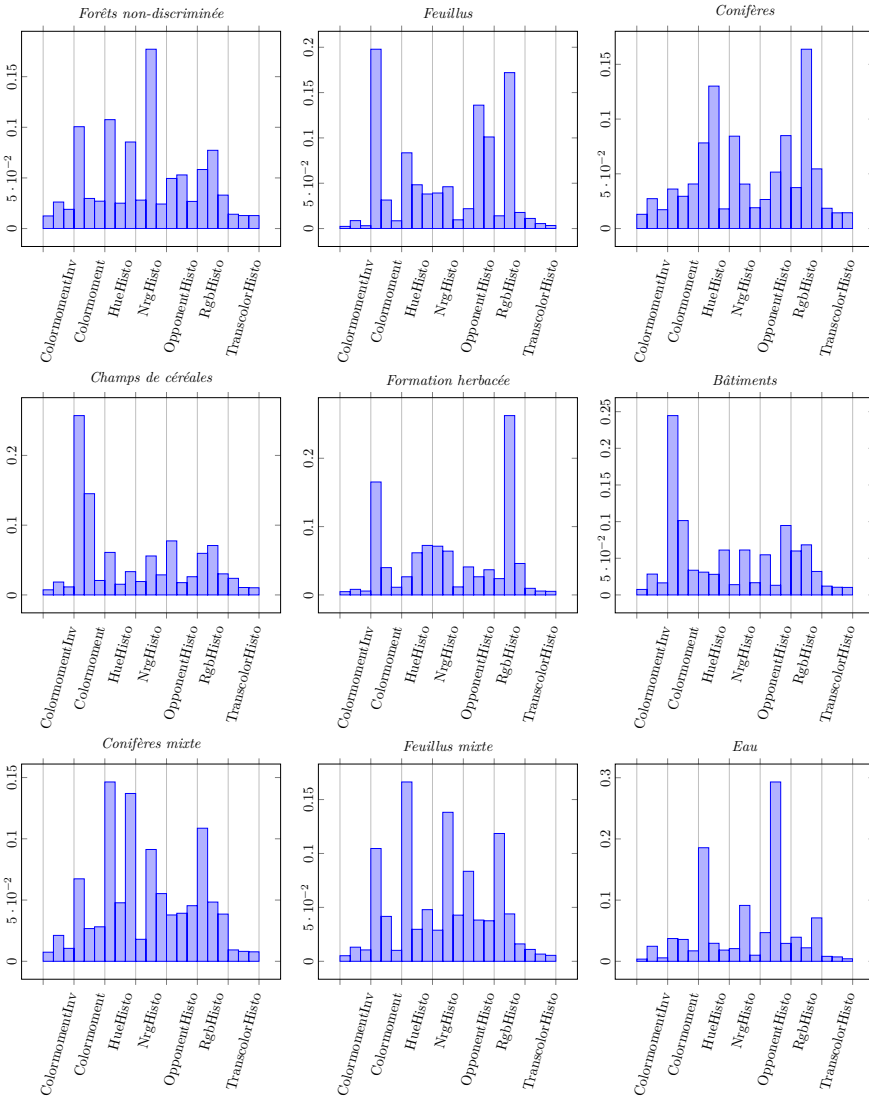 Forêts non-discriminée
0
5 · 10⁻²
0.1
0.15
ColormomentInv
Colormoment
HueHisto
NrgHisto
OpponentHisto
RgbHisto
TranscolorHisto
Feuillus
0
5 · 10⁻²
0.1
0.15
0.2
ColormomentInv
Colormoment
HueHisto
NrgHisto
OpponentHisto
RgbHisto
TranscolorHisto
Conifères
0
5 · 10⁻²
0.1
0.15
ColormomentInv
Colormoment
HueHisto
NrgHisto
OpponentHisto
RgbHisto
TranscolorHisto
Champs de céréales
0
0.1
0.2
ColormomentInv
Colormoment
HueHisto
NrgHisto
OpponentHisto
RgbHisto
TranscolorHisto
Formation herbacée
0
0.1
0.2
ColormomentInv
Colormoment
HueHisto
NrgHisto
OpponentHisto
RgbHisto
TranscolorHisto
Bâtiments
0
5 · 10⁻²
0.1
0.15
0.2
0.25
ColormomentInv
Colormoment
HueHisto
NrgHisto
OpponentHisto
RgbHisto
TranscolorHisto
Conifères mixte
0
5 · 10⁻²
0.1
0.15
ColormomentInv
Colormoment
HueHisto
NrgHisto
OpponentHisto
RgbHisto
TranscolorHisto
Feuillus mixte
0
5 · 10⁻²
0.1
0.15
ColormomentInv
Colormoment
HueHisto
NrgHisto
OpponentHisto
RgbHisto
TranscolorHisto
Eau
0
0.1
0.2
0.3
ColormomentInv
Colormoment
HueHisto
NrgHisto
OpponentHisto
RgbHisto
TranscolorHisto